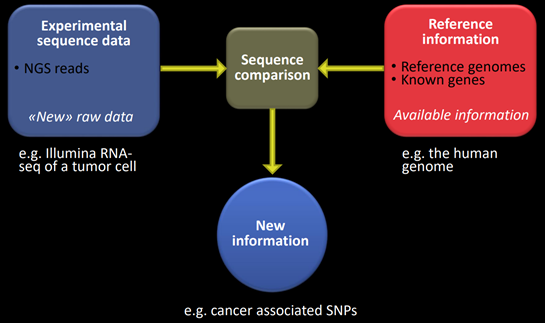 Experimental
sequence data
• NGS reads
«New» raw data
e.g. Illumina RNA-
seq of a tumor cell
Sequence
comparison
Reference
information
• Reference genomes
• Known genes
Available information
e.g. the human
genome
New
information
e.g. cancer associated SNPs